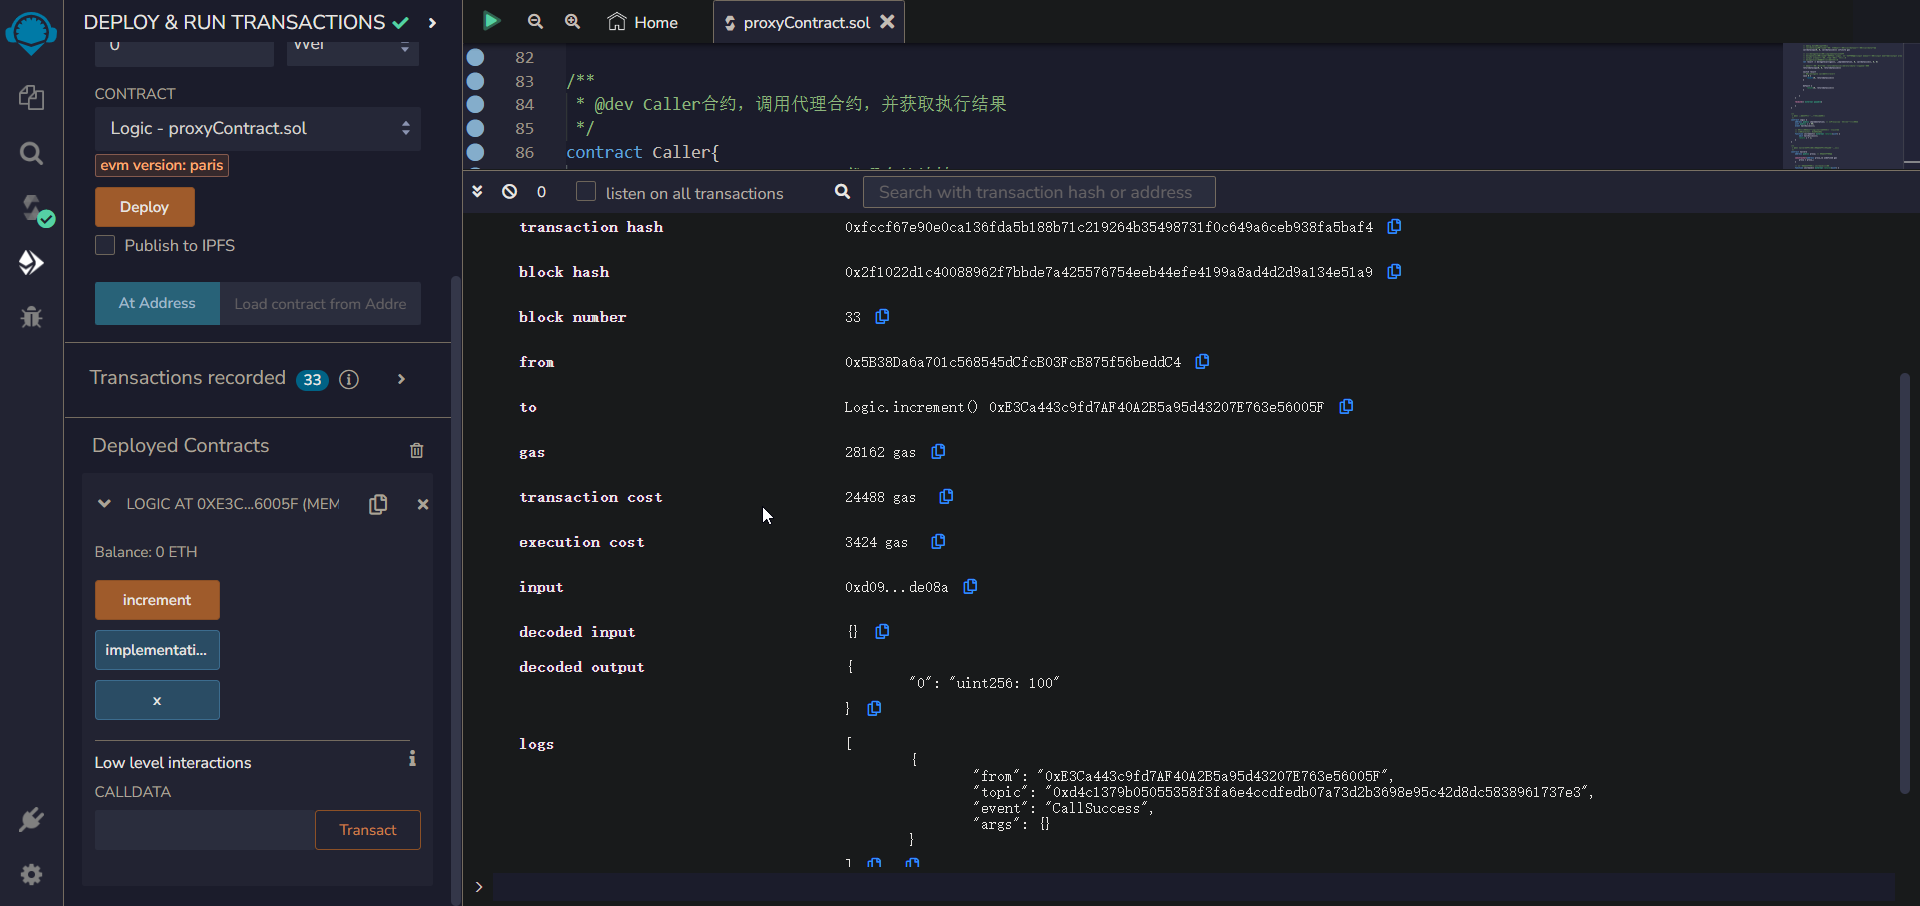 DEPLOY & RUN TRANSACTIONS
0
Wei
CONTRACT
Logic - proxyContract.sol
evm version: paris
Deploy
Publish to IPFS
At Address
Load contract from Addre
Transactions recorded 33
Deployed Contracts
LOGIC AT 0XE3C...6005F (MEM
Balance: 0 ETH
increment
implementati...
x
Low level interactions
CALLDATA
Transact
Home
proxyContract.sol
82
83 /**
84 * @dev Caller合约，调用代理合约，并获取执行结果
85 */
86 contract Caller{
0
listen on all transactions
Search with transaction hash or address
transaction hash 0xfccf67e90e0ca136fda5b188b71c219264b35498731f0c649a6ceb938fa5baf4
block hash 0x2f1022d1c40088962f7bbde7a425576754eeb44efe4199a8ad4d2d9a134e51a9
block number 33
from 0x5B38Da6a701c568545dCfcB03FcB875f56beddC4
to Logic.increment() 0xE3Ca443c9fd7AF40A2B5a95d43207E763e56005F
gas 28162 gas
transaction cost 24488 gas
execution cost 3424 gas
input 0xd09...de08a
decoded input {}
decoded output {
"0": "uint256: 100"
}
logs [
{
"from": "0xE3Ca443c9fd7AF40A2B5a95d43207E763e56005F",
"topic": "0xd4c1379b05055358f3fa6e4ccdfedb07a73d2b3698e95c42d8dc5838961737e3",
"event": "CallSuccess",
"args": {}
}
]
>